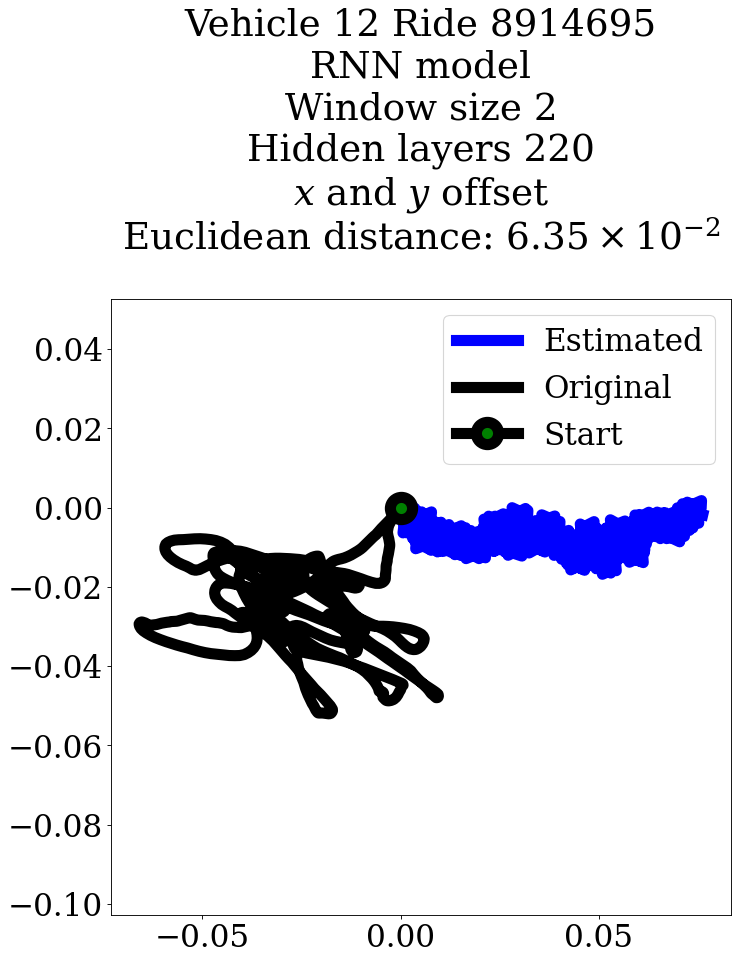 Vehicle 12 Ride 8914695
RNN model
Window size 2
Hidden layers 220
x and y offset
Euclidean distance: 6.35 × 10⁻²
Estimated
Original
Start
0.04
0.02
0.00
−0.02
−0.04
−0.06
−0.08
−0.10
−0.05 0.00 0.05